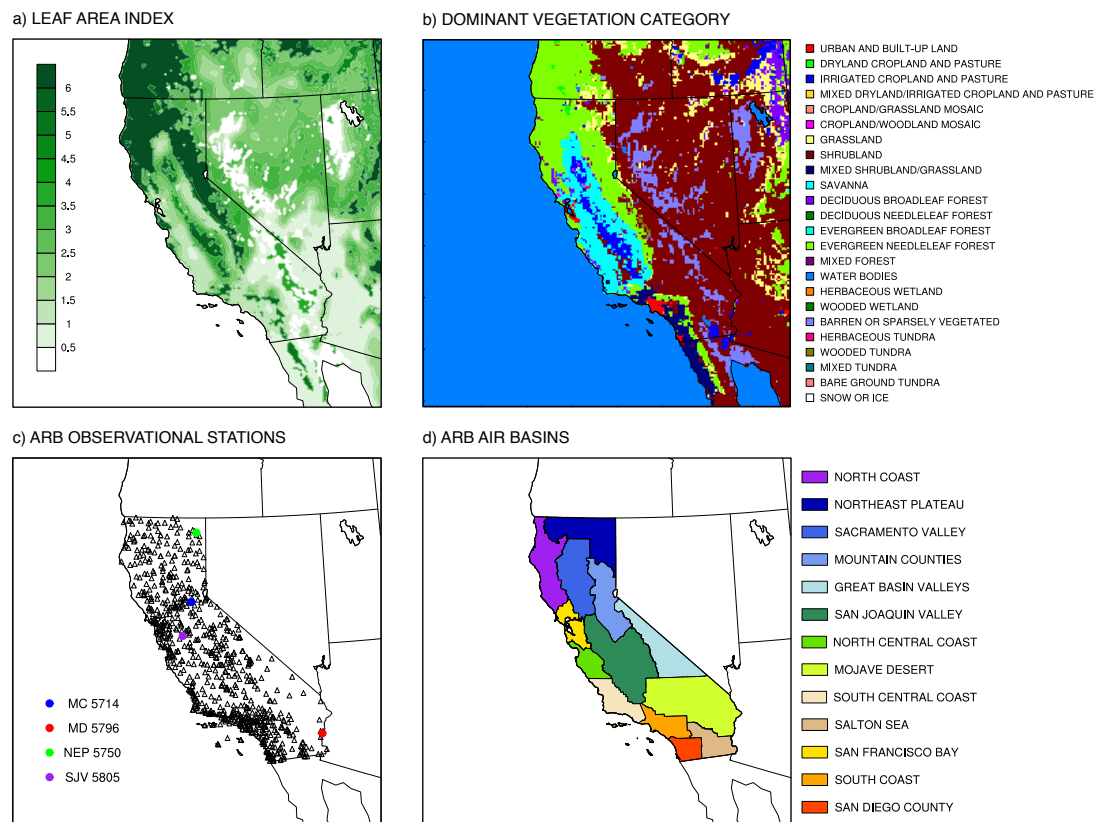 a) LEAF AREA INDEX
6
5.5
5
4.5
4
3.5
3
2.5
2
1.5
1
0.5
b) DOMINANT VEGETATION CATEGORY
URBAN AND BUILT-UP LAND
DRYLAND CROPLAND AND PASTURE
IRRIGATED CROPLAND AND PASTURE
MIXED DRYLAND/IRRIGATED CROPLAND AND PASTURE
CROPLAND/GRASSLAND MOSAIC
CROPLAND/WOODLAND MOSAIC
GRASSLAND
SHRUBLAND
MIXED SHRUBLAND/GRASSLAND
SAVANNA
DECIDUOUS BROADLEAF FOREST
DECIDUOUS NEEDLELEAF FOREST
EVERGREEN BROADLEAF FOREST
EVERGREEN NEEDLELEAF FOREST
MIXED FOREST
WATER BODIES
HERBACEOUS WETLAND
WOODED WETLAND
BARREN OR SPARSELY VEGETATED
HERBACEOUS TUNDRA
WOODED TUNDRA
MIXED TUNDRA
BARE GROUND TUNDRA
SNOW OR ICE
c) ARB OBSERVATIONAL STATIONS
MC 5714
MD 5796
NEP 5750
SJV 5805
d) ARB AIR BASINS
NORTH COAST
NORTHEAST PLATEAU
SACRAMENTO VALLEY
MOUNTAIN COUNTIES
GREAT BASIN VALLEYS
SAN JOAQUIN VALLEY
NORTH CENTRAL COAST
MOJAVE DESERT
SOUTH CENTRAL COAST
SALTON SEA
SAN FRANCISCO BAY
SOUTH COAST
SAN DIEGO COUNTY